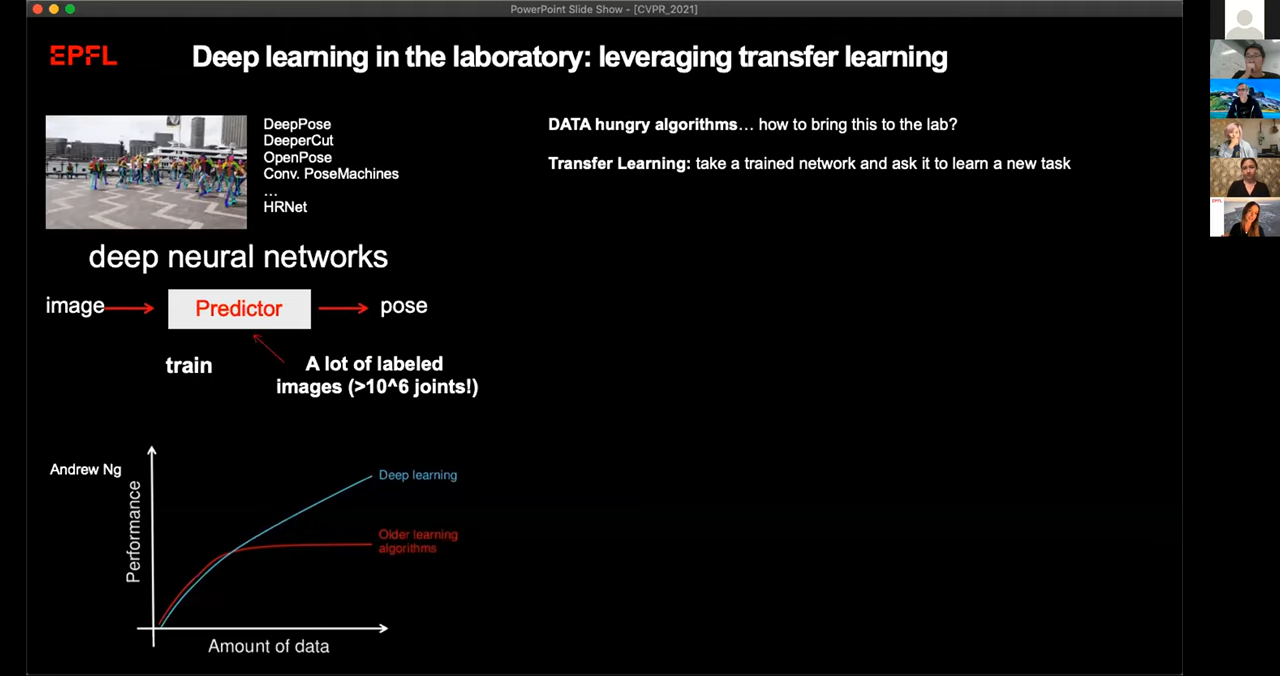 PowerPoint Slide Show - [CVPR_2021]
EPFL
Deep learning in the laboratory: leveraging transfer learning
DeepPose
DeeperCut
OpenPose
Conv. PoseMachines
…
HRNet
DATA hungry algorithms… how to bring this to the lab?
Transfer Learning: take a trained network and ask it to learn a new task
deep neural networks
image
Predictor
pose
train
A lot of labeled
images (>10^6 joints!)
Andrew Ng
Performance
Deep learning
Older learning
algorithms
Amount of data
EPFL